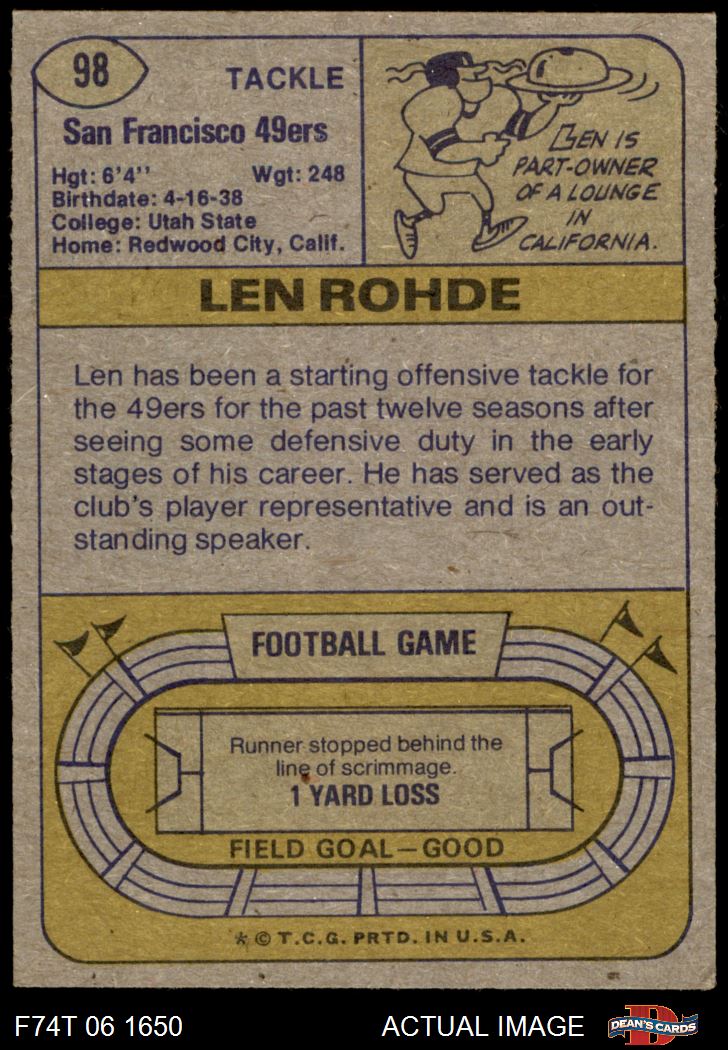 98
TACKLE
San Francisco 49ers
Hgt: 6'4'' Wgt: 248
Birthdate: 4-16-38
College: Utah State
Home: Redwood City, Calif.
LEN IS
PART-OWNER
OF A LOUNGE
IN
CALIFORNIA.
LEN ROHDE
Len has been a starting offensive tackle for
the 49ers for the past twelve seasons after
seeing some defensive duty in the early
stages of his career. He has served as the
club's player representative and is an out-
standing speaker.
FOOTBALL GAME
Runner stopped behind the
line of scrimmage.
1 YARD LOSS
FIELD GOAL—GOOD
* © T.C.G. PRTD. IN U.S.A.
F74T 06 1650 ACTUAL IMAGE
D
DEAN'S CARDS